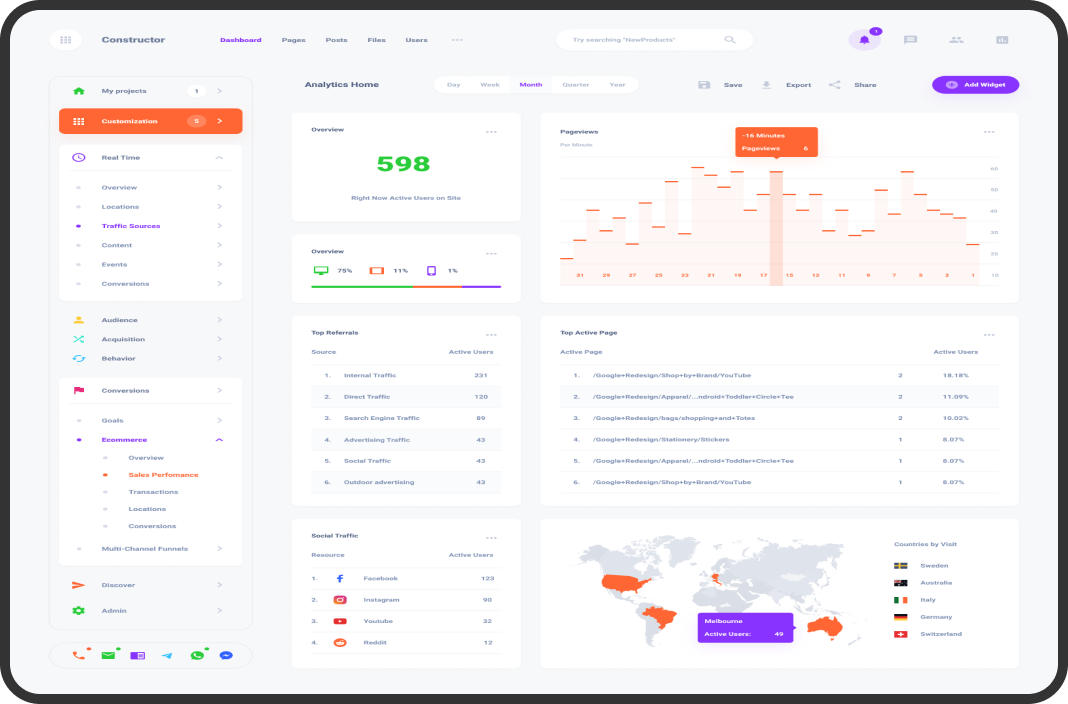 Constructor
Dashboard Pages Posts Files Users
Try searching "NewProducts"
1
My projects 1
Customization 5
Real Time
Overview
Locations
Traffic Sources
Content
Events
Conversions
Audience
Acquisition
Behavior
Conversions
Goals
Ecommerce
Overview
Sales Perfomance
Transactions
Locations
Conversions
Multi-Channel Funnels
Discover
Admin
Analytics Home
Day Week Month Quarter Year
Save Export Share
Add Widget
Overview
598
Right Now Active Users on Site
Overview
75% 11% 1%
Pageviews
Per Minute
-16 Minutes
Pageviews 6
60
50
40
30
20
10
31 29 27 25 23 21 19 17 15 13 11 9 7 5 3 1
Top Referrals
Source Active Users
1. Internal Traffic 231
2. Direct Traffic 120
3. Search Engine Traffic 89
4. Advertising Traffic 43
5. Social Traffic 43
6. Outdoor advertising 43
Top Active Page
Active Page Active Users
1. /Google+Redesign/Shop+by+Brand/YouTube 2 18.18%
2. /Google+Redesign/Apparel/...ndroid+Toddler+Circle+Tee 2 11.09%
3. /Google+Redesign/bags/shopping+and+Totes 2 10.02%
4. /Google+Redesign/Stationery/Stickers 1 8.07%
5. /Google+Redesign/Apparel/...ndroid+Toddler+Circle+Tee 1 8.07%
6. /Google+Redesign/Shop+by+Brand/YouTube 1 8.07%
Social Traffic
Resource Active Users
1. Facebook 123
2. Instagram 90
3. Youtube 32
4. Reddit 12
Melbourne
Active Users: 49
Countries by Visit
Sweden
Australia
Italy
Germany
Switzerland